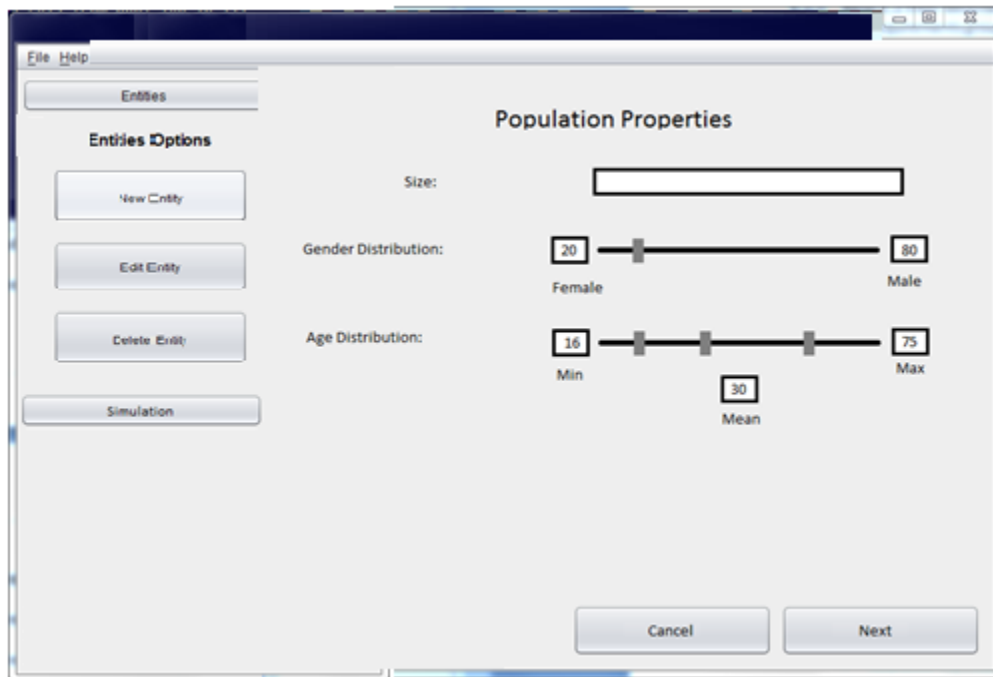 File Help
Entities
Entities Options
New Entity
Edit Entity
Delete Entity
Simulation
Population Properties
Size:
Gender Distribution:
20
80
Female
Male
Age Distribution:
16
75
Min
Max
30
Mean
Cancel
Next